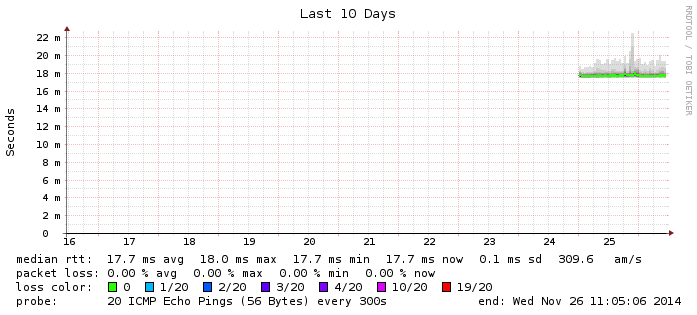 Last 10 Days
RRDTOOL / TOBI OETIKER
Seconds
22 m
20 m
18 m
16 m
14 m
12 m
10 m
8 m
6 m
4 m
2 m
0
16 17 18 19 20 21 22 23 24 25
median rtt: 17.7 ms avg 18.0 ms max 17.7 ms min 17.7 ms now 0.1 ms sd 309.6 am/s
packet loss: 0.00 % avg 0.00 % max 0.00 % min 0.00 % now
loss color: 0 1/20 2/20 3/20 4/20 10/20 19/20
probe: 20 ICMP Echo Pings (56 Bytes) every 300s end: Wed Nov 26 11:05:06 2014